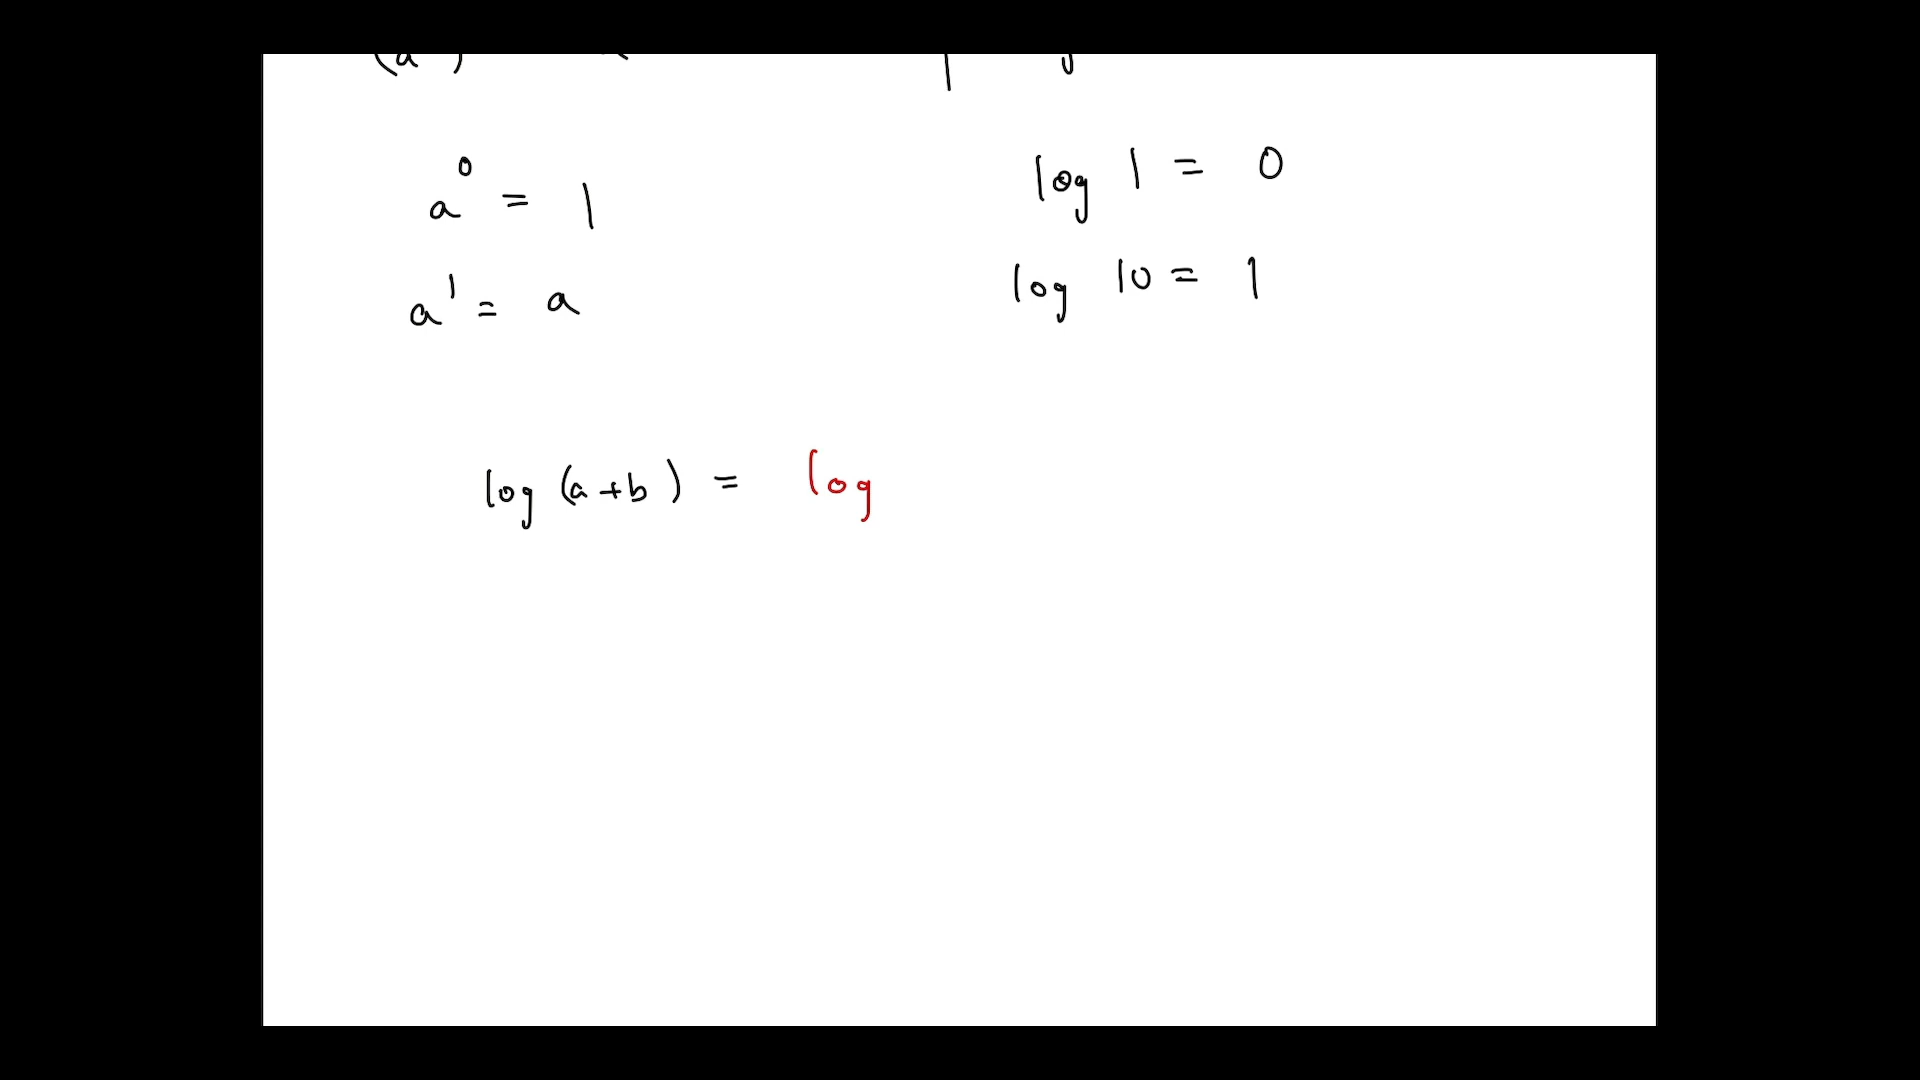 (a )
a⁰ = 1
log 1 = 0
a¹ = a
log 10 = 1
log (a+b) = log